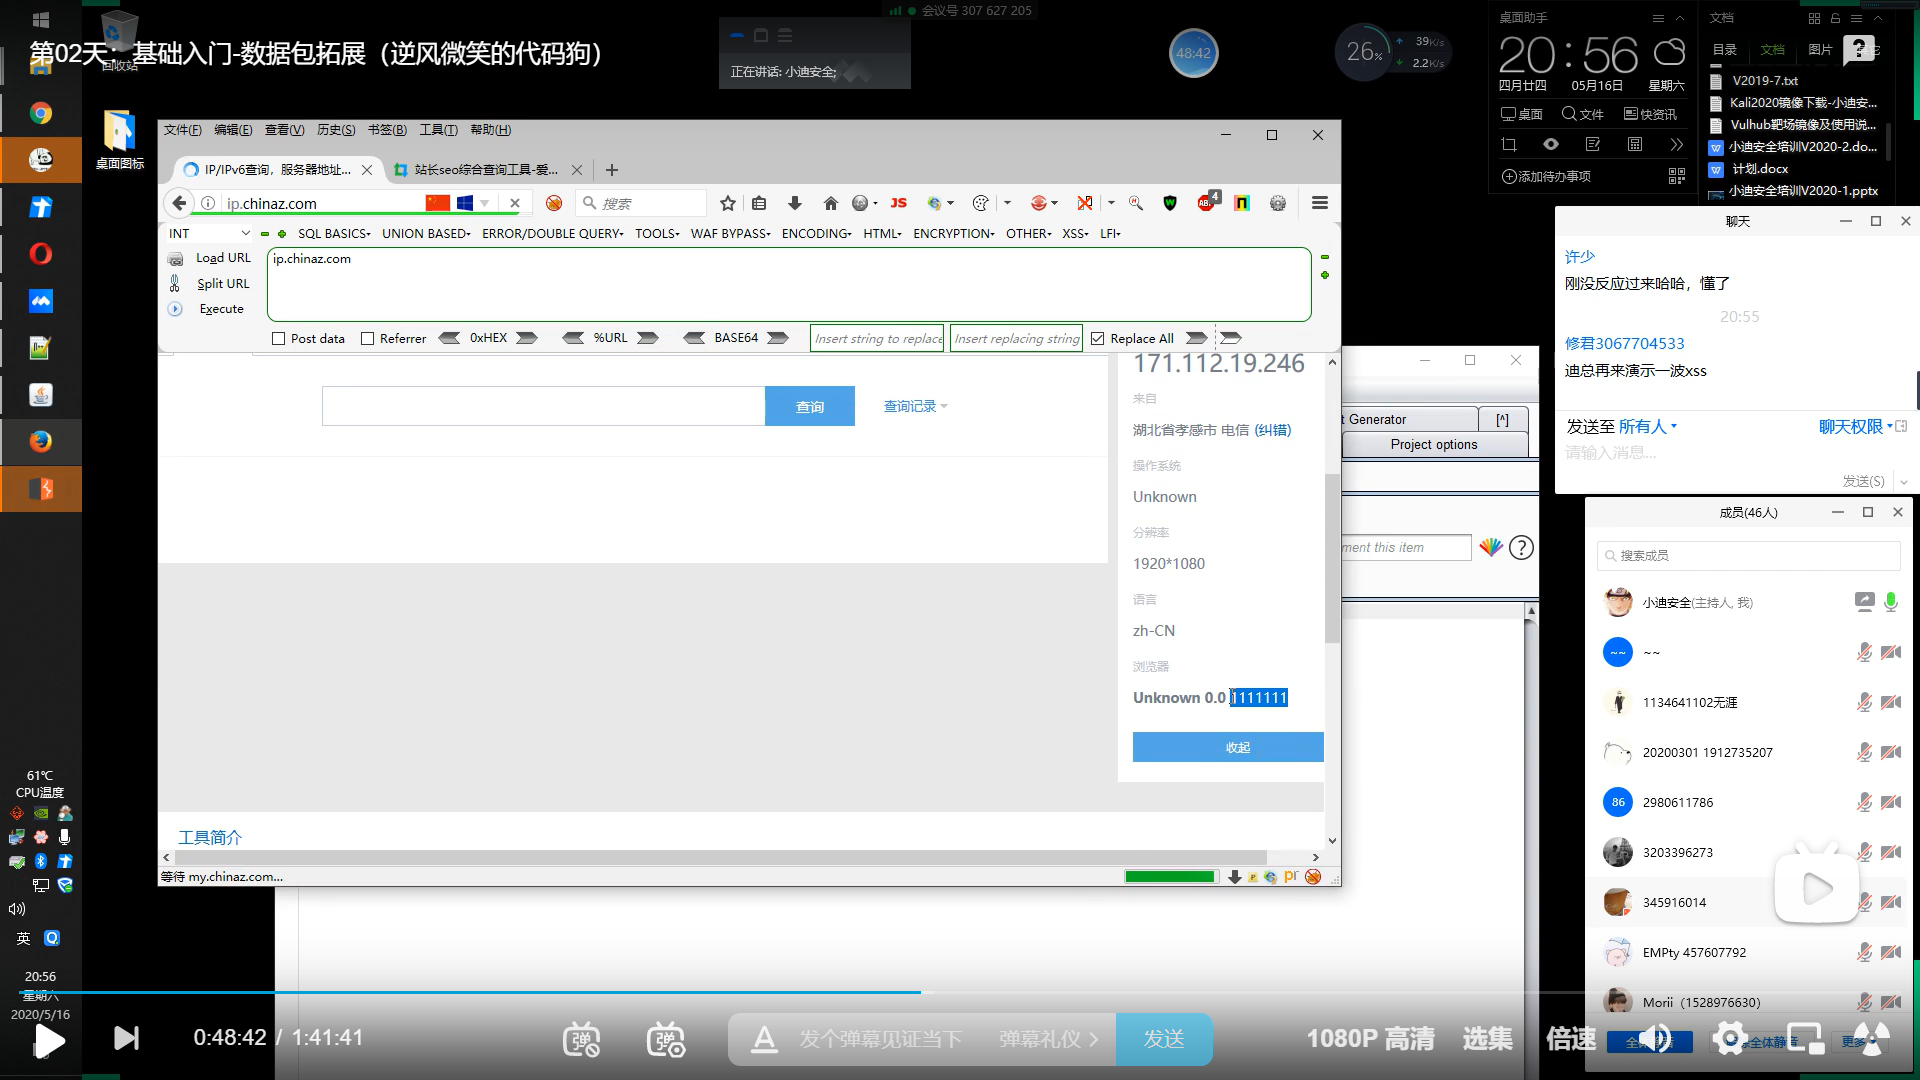 会议号 307 627 205
第02天：基础入门-数据包拓展（逆风微笑的代码狗）
回收站
正在讲话: 小迪安全;
48:42
26%
39K/s
2.2K/s
桌面助手
20:56
四月廿四
05月16日
星期六
桌面
文件
快资讯
添加待办事项
文档
目录
文档
图片
V2019-7.txt
Kali2020镜像下载-小迪安...
Vulhub靶场镜像及使用说...
小迪安全培训V2020-2.do...
计划.docx
小迪安全培训V2020-1.pptx
桌面图标
文件(F) 编辑(E) 查看(V) 历史(S) 书签(B) 工具(T) 帮助(H)
IP/IPv6查询，服务器地址...
站长seo综合查询工具-爱...
ip.chinaz.com
搜索
JS
4
INT
SQL BASICS UNION BASED ERROR/DOUBLE QUERY TOOLS WAF BYPASS ENCODING HTML ENCRYPTION OTHER XSS LFI
Load URL
Split URL
Execute
ip.chinaz.com
Post data
Referrer
0xHEX
%URL
BASE64
Insert string to replace
Insert replacing string
Replace All
171.112.19.246
来自
湖北省孝感市 电信 (纠错)
操作系统
Unknown
分辨率
1920*1080
语言
zh-CN
浏览器
Unknown 0.0 1111111
收起
查询
查询记录
工具简介
等待 my.chinaz.com...
pr
t Generator
[^]
Project options
ment this item
聊天
许少
刚没反应过来哈哈，懂了
20:55
修君3067704533
迪总再来演示一波xss
发送至 所有人
聊天权限
请输入消息...
发送(S)
成员(46人)
搜索成员
小迪安全(主持人, 我)
~~ ~~
1134641102无涯
20200301 1912735207
86
2980611786
3203396273
345916014
EMPty 457607792
Morii（1528976630）
更多
61℃
CPU温度
英
20:56
星期六
2020/5/16
0:48:42 / 1:41:41
弹
弹
发个弹幕见证当下
弹幕礼仪
发送
1080P 高清
选集
倍速